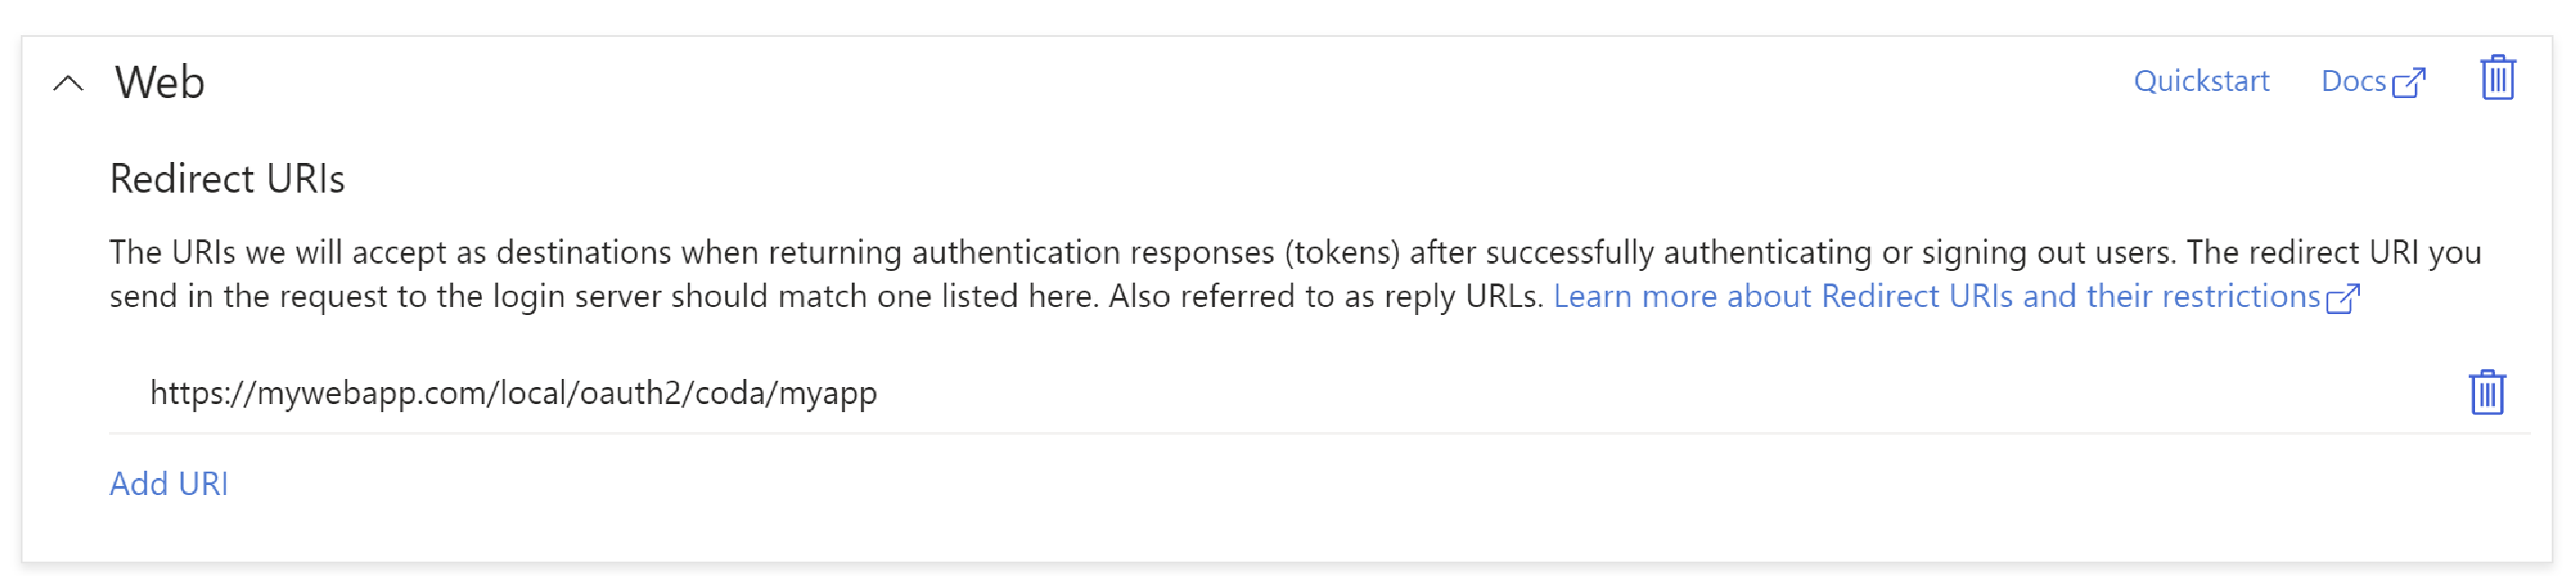 Web
Quickstart
Docs
Redirect URIs
The URIs we will accept as destinations when returning authentication responses (tokens) after successfully authenticating or signing out users. The redirect URI you
send in the request to the login server should match one listed here. Also referred to as reply URLs. Learn more about Redirect URIs and their restrictions
https://mywebapp.com/local/oauth2/coda/myapp
Add URI